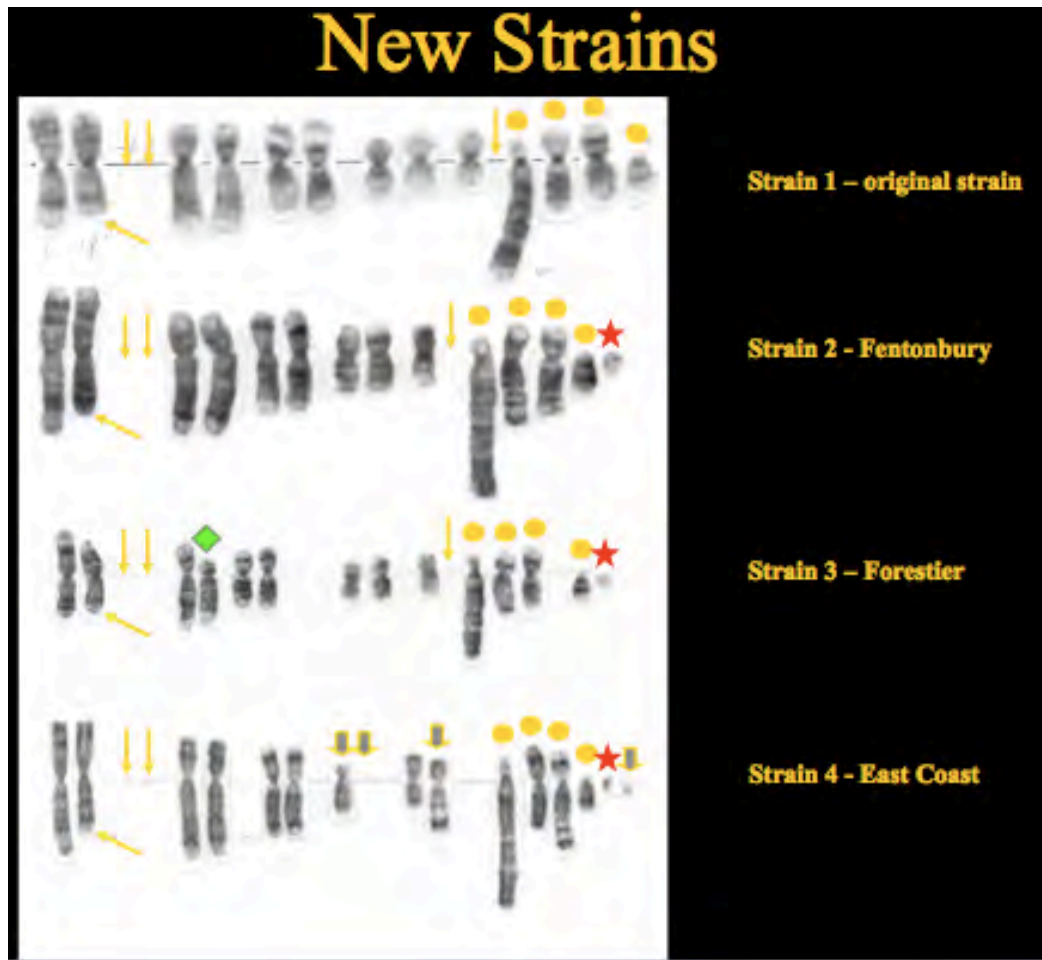 New Strains
Strain 1 – original strain
Strain 2 - Fentonbury
Strain 3 – Forestier
Strain 4 - East Coast